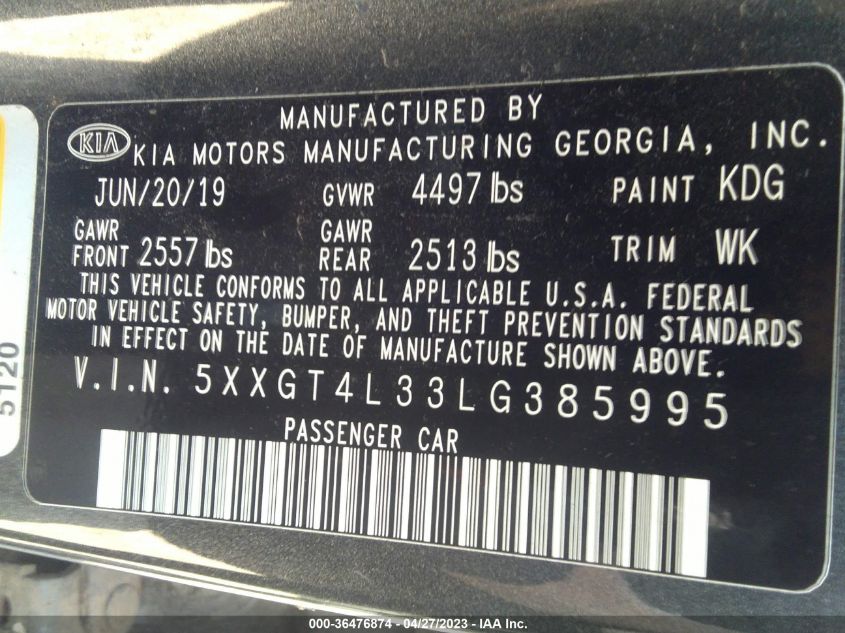 MANUFACTURED BY
KIA KIA MOTORS MANUFACTURING GEORGIA, INC.
JUN/20/19 GVWR 4497 lbs PAINT KDG
GAWR FRONT 2557 lbs GAWR REAR 2513 lbs TRIM WK
THIS VEHICLE CONFORMS TO ALL APPLICABLE U.S.A. FEDERAL
MOTOR VEHICLE SAFETY, BUMPER, AND THEFT PREVENTION STANDARDS
IN EFFECT ON THE DATE OF MANUFACTURE SHOWN ABOVE.
V.I.N. 5XXGT4L33LG385995
PASSENGER CAR
5120
000-36476874 - 04/27/2023 - IAA Inc.